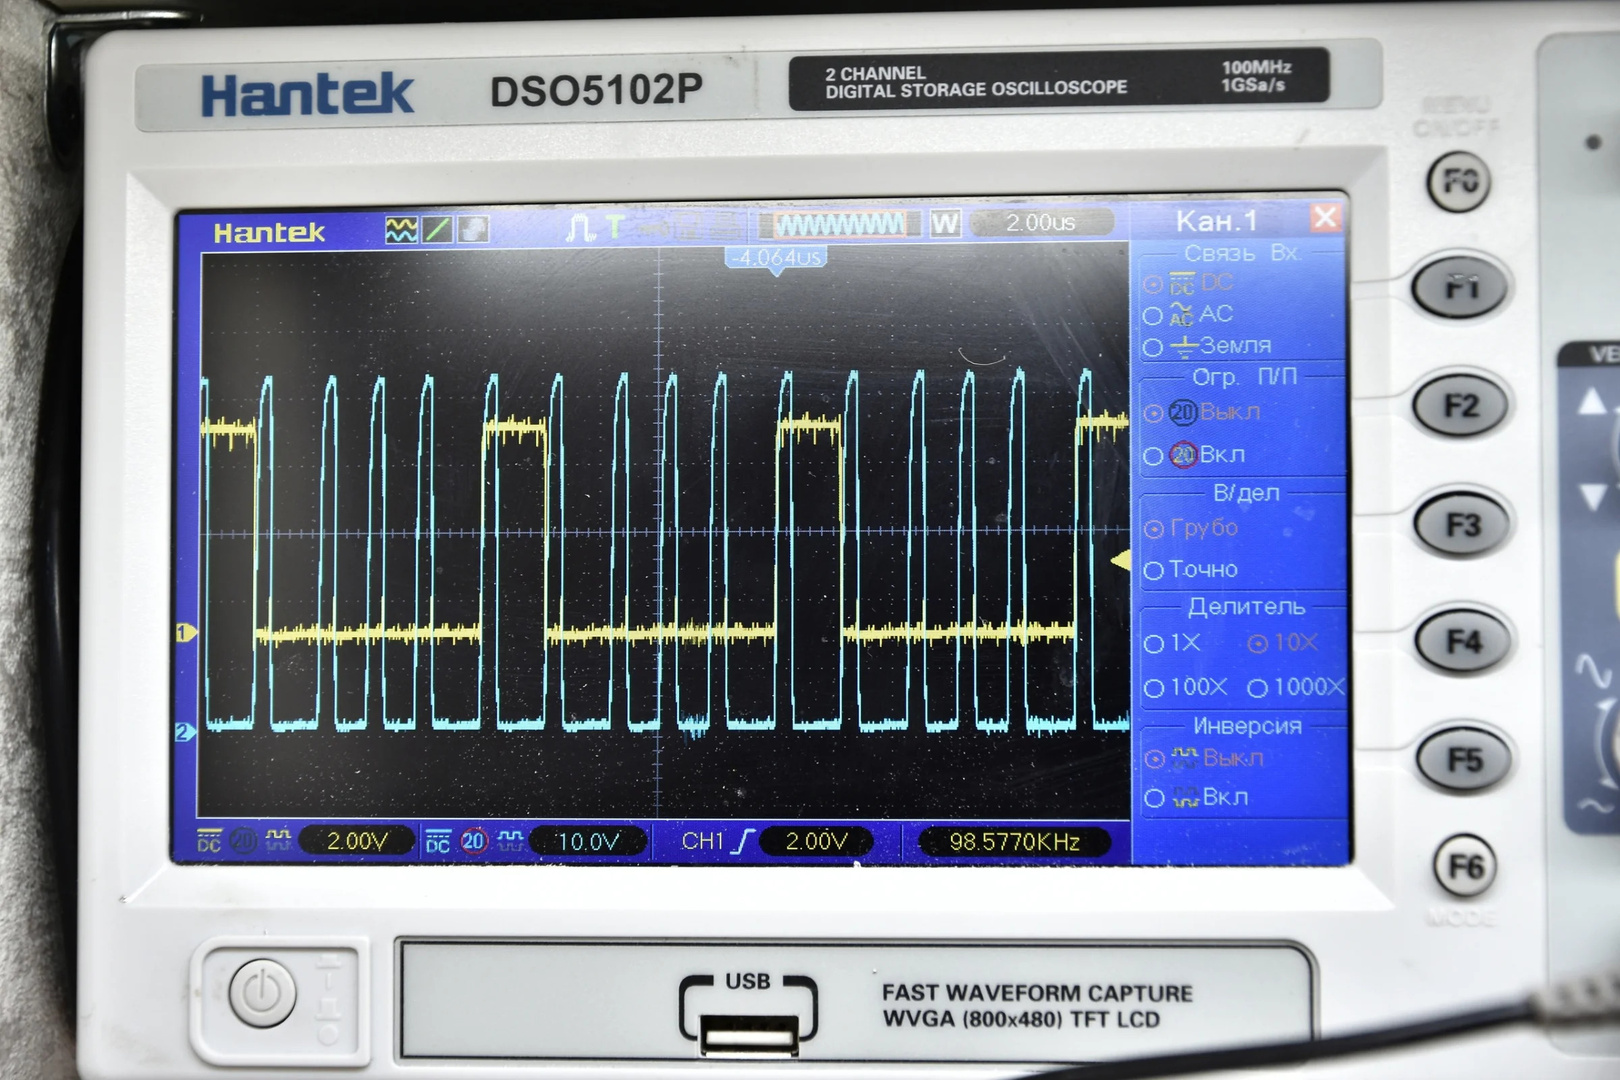 Hantek
DSO5102P
2 CHANNEL
DIGITAL STORAGE OSCILLOSCOPE
100MHz
1GSa/s
MENU
ON/OFF
F0
Hantek
T
W
2.00us
-4.064us
Кан.1
Связь Вх.
DC DC
AC AC
Земля
F1
Огр. П/П
20 Выкл
20 Вкл
F2
В/дел
Грубо
Точно
F3
Делитель
1X 10X
100X 1000X
F4
Инверсия
Выкл
Вкл
F5
1
2
DC 20 2.00V
DC 20 10.0V
CH1 2.00V
98.5770KHz
F6
MODE
VE
USB
FAST WAVEFORM CAPTURE
WVGA (800x480) TFT LCD